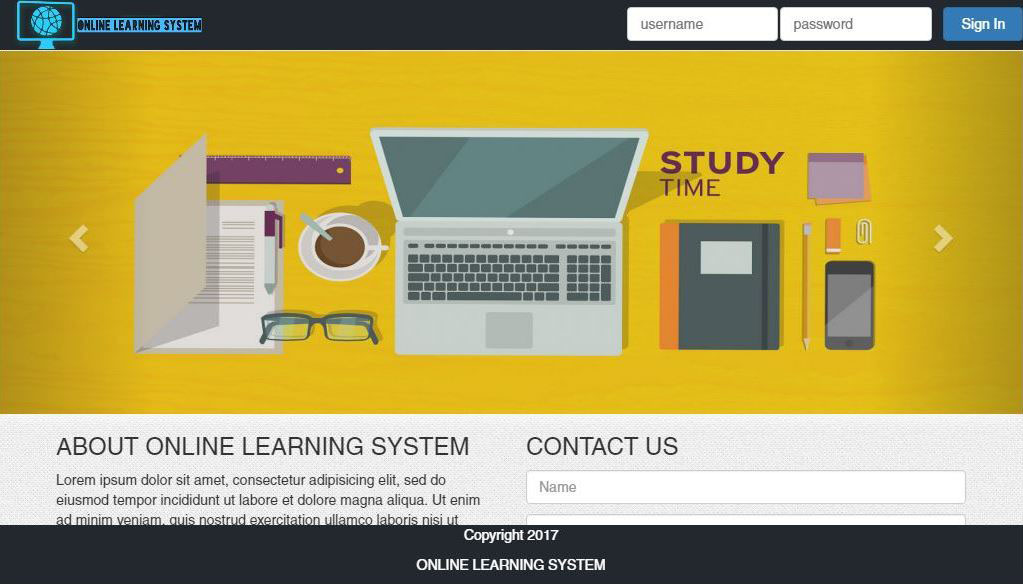 ONLINE LEARNING SYSTEM
username
password
Sign In
STUDY
TIME
ABOUT ONLINE LEARNING SYSTEM
Lorem ipsum dolor sit amet, consectetur adipisicing elit, sed do
eiusmod tempor incididunt ut labore et dolore magna aliqua. Ut enim
ad minim veniam, quis nostrud exercitation ullamco laboris nisi ut
CONTACT US
Name
Copyright 2017
ONLINE LEARNING SYSTEM